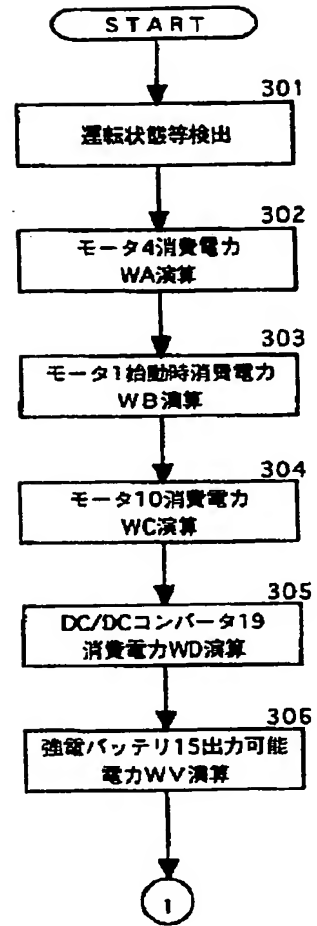 START
301
運転状態等検出
302
モータ4消費電力
WA演算
303
モータ1始動時消費電力
WB演算
304
モータ10消費電力
WC演算
305
DC/DCコンバータ19
消費電力WD演算
306
強電バッテリ15出力可能
電力WV演算
1